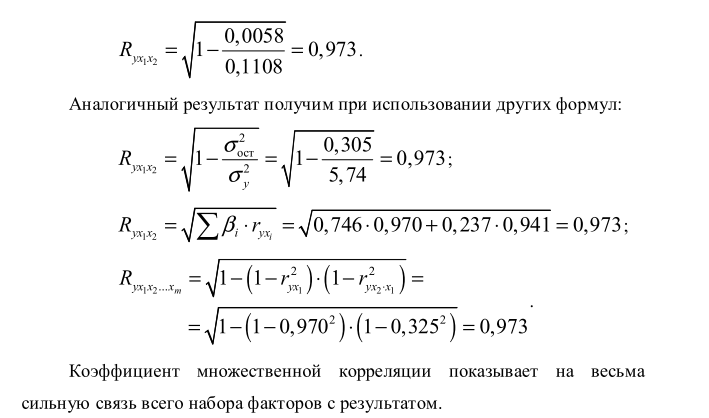 R_{yx_1x_2} = \sqrt{1 - \frac{0,0058}{0,1108}} = 0,973.
Аналогичный результат получим при использовании других формул:
R_{yx_1x_2} = \sqrt{1 - \frac{\sigma^2_{ост}}{\sigma^2_y}} = \sqrt{1 - \frac{0,305}{5,74}} = 0,973;
R_{yx_1x_2} = \sqrt{\sum \beta_i \cdot r_{yx_i}} = \sqrt{0,746 \cdot 0,970 + 0,237 \cdot 0,941} = 0,973;
R_{yx_1x_2...x_m} = \sqrt{1 - (1 - r^2_{yx_1}) \cdot (1 - r^2_{yx_2 \cdot x_1})} =
= \sqrt{1 - (1 - 0,970^2) \cdot (1 - 0,325^2)} = 0,973.
Коэффициент множественной корреляции показывает на весьма
сильную связь всего набора факторов с результатом.